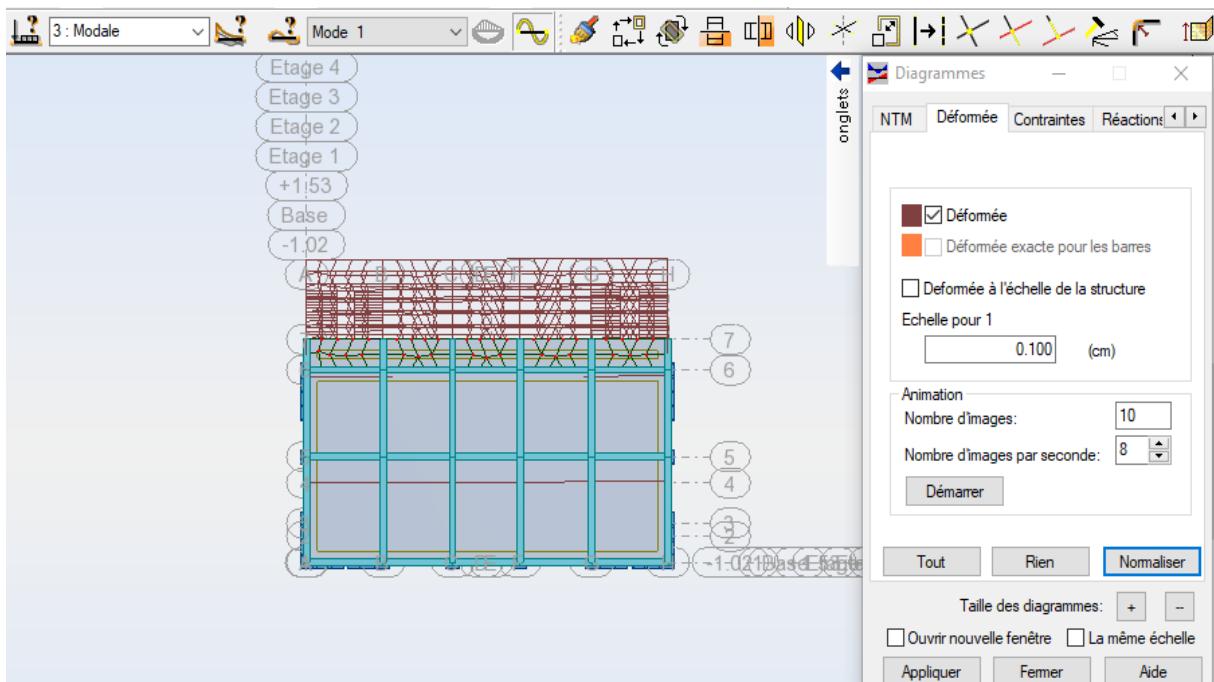 3 : Modale
Mode 1
Etage 4
Etage 3
Etage 2
Etage 1
+1.53
Base
-1.02
A B C F G H
7
6
5
4
3
2
onglets
Diagrammes
NTM Déformée Contraintes Réactions
Déformée
Déformée exacte pour les barres
Deformée à l'échelle de la structure
Echelle pour 1
0.100 (cm)
Animation
Nombre d'images: 10
Nombre d'images par seconde: 8
Démarrer
Tout Rien Normaliser
Taille des diagrammes: + --
Ouvrir nouvelle fenêtre La même échelle
Appliquer Fermer Aide